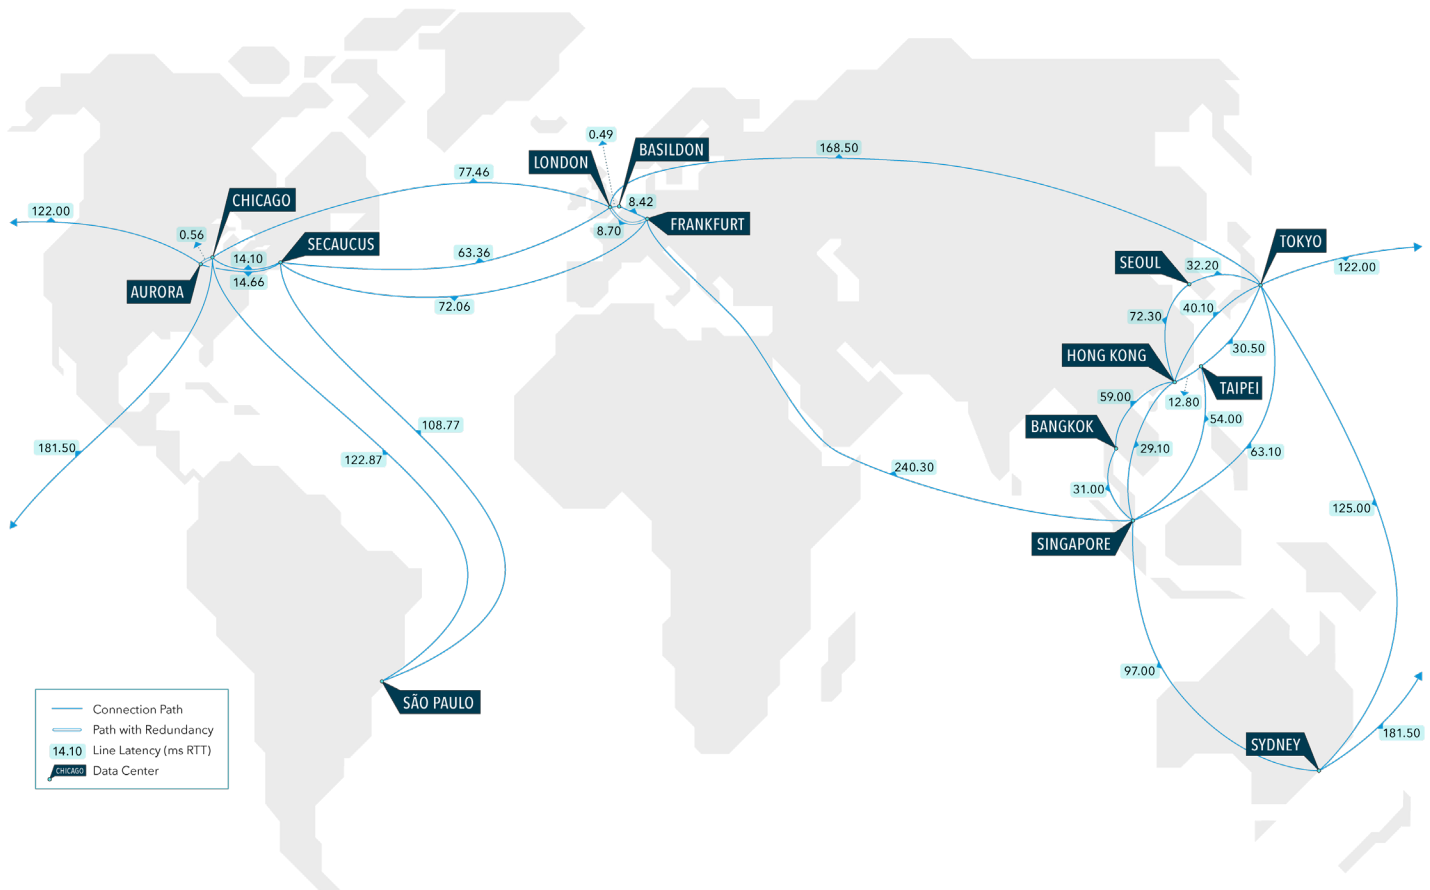 0.49
BASILDON
LONDON
168.50
77.46
CHICAGO
8.42
122.00
FRANKFURT
8.70
0.56
SECAUCUS
TOKYO
14.10
63.36
SEOUL
32.20
122.00
14.66
AURORA
72.06
40.10
72.30
30.50
HONG KONG
TAIPEI
59.00
12.80
108.77
BANGKOK
54.00
181.50
122.87
29.10
63.10
240.30
31.00
125.00
SINGAPORE
97.00
SÃO PAULO
181.50
SYDNEY
Connection Path
Path with Redundancy
14.10 Line Latency (ms RTT)
CHICAGO Data Center